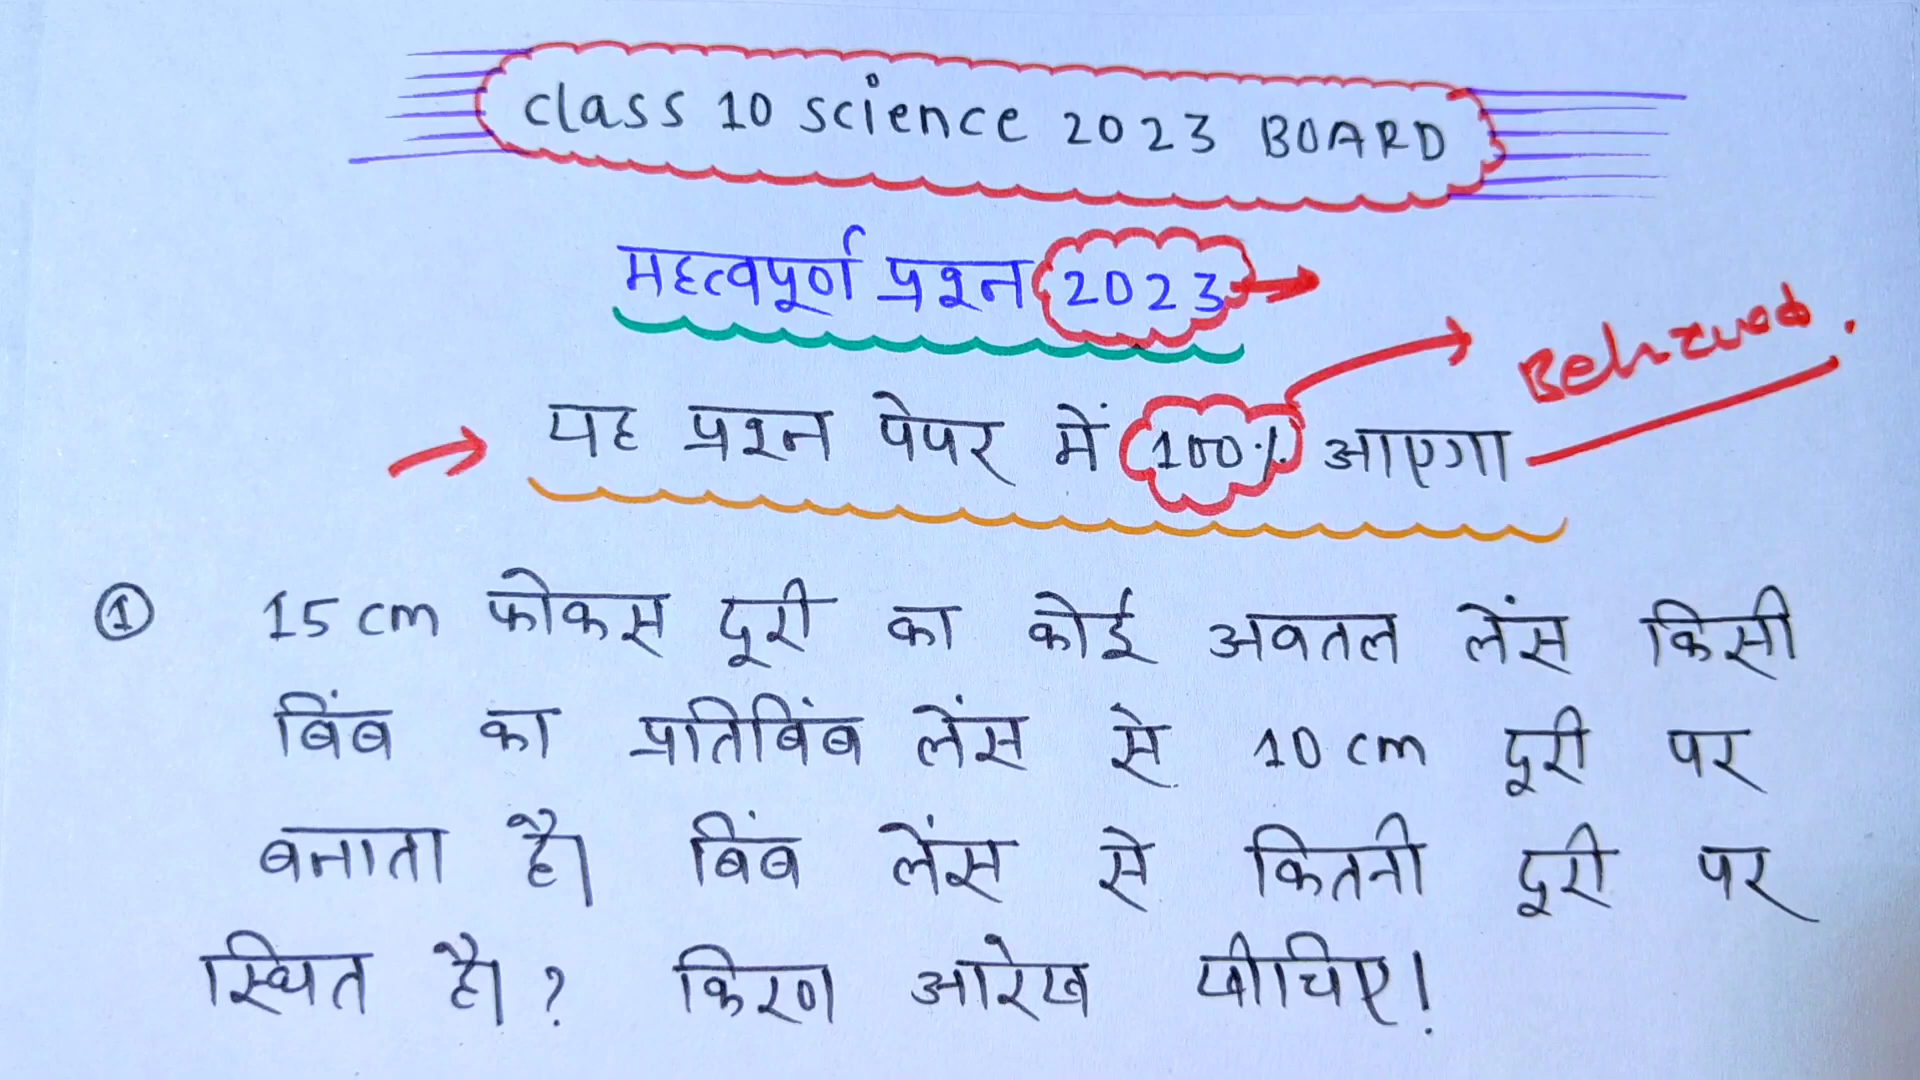 class 10 science 2023 BOARD
महत्वपूर्ण प्रश्न 2023
यह प्रश्न पेपर में 100% आएगा
① 15 cm फोकस दूरी का कोई अवतल लेंस किसी
बिंब का प्रतिबिंब लेंस से 10 cm दूरी पर
बनाता है। बिंब लेंस से कितनी दूरी पर
स्थित है। ? किरण आरेख खीचिए।